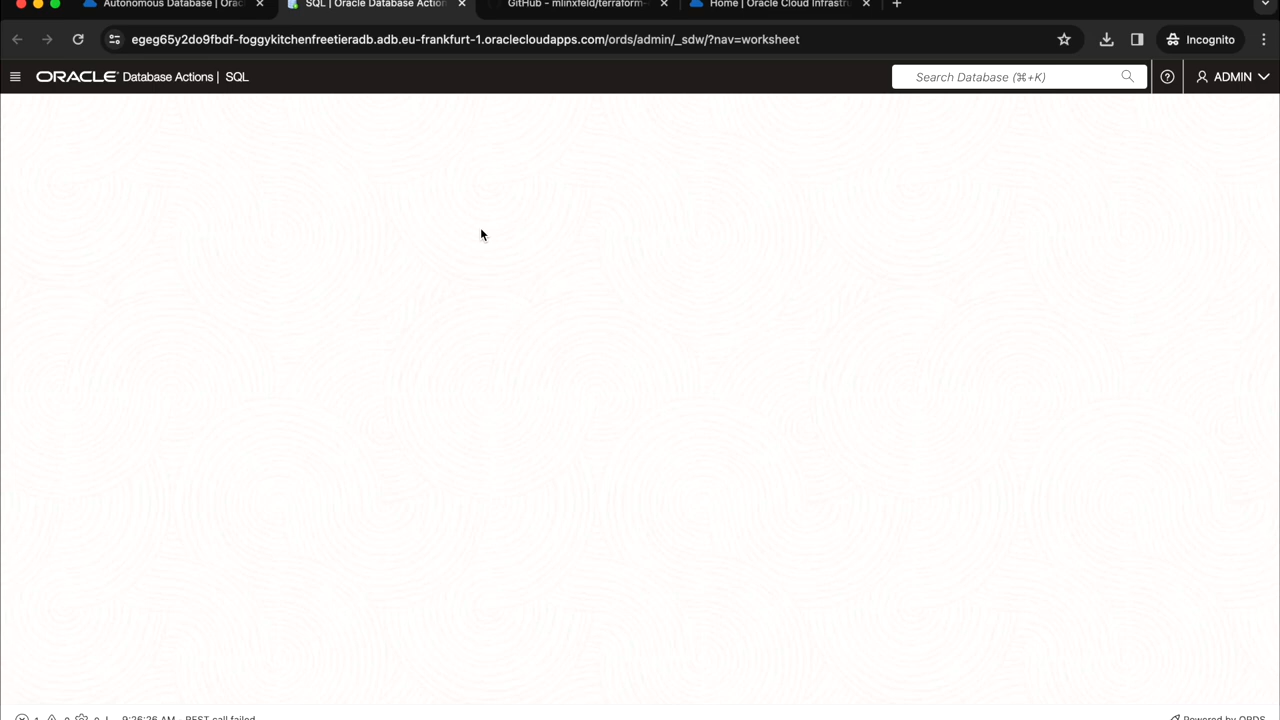 Autonomous Database | Orac
SQL | Oracle Database Action
GitHub - mlinxfeld/terraform-
Home | Oracle Cloud Infrastru
egeg65y2do9fbdf-foggykitchenfreetieradb.adb.eu-frankfurt-1.oraclecloudapps.com/ords/admin/_sdw/?nav=worksheet
Incognito
ORACLE Database Actions | SQL
Search Database (⌘+K)
ADMIN
9:26:26 AM - REST call failed
Powered by ORDS